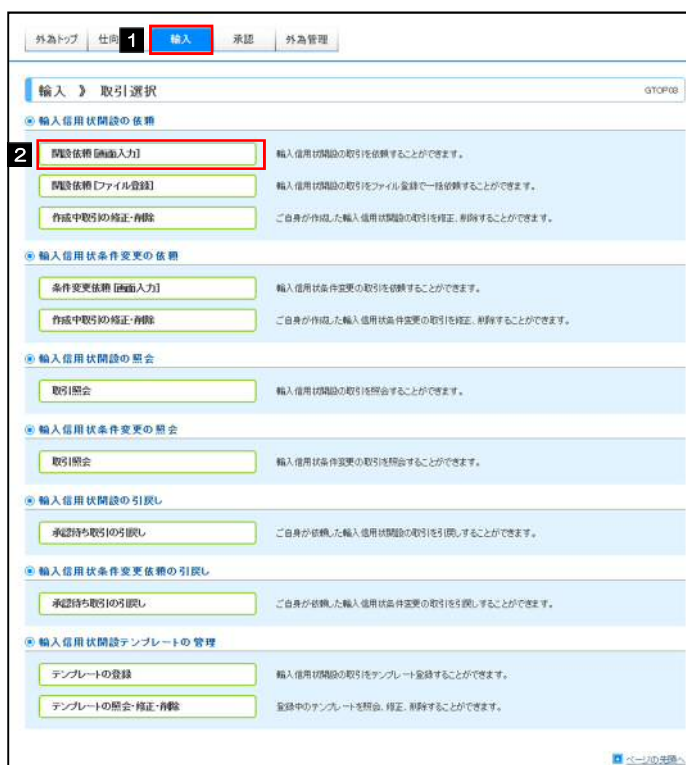 外為トップ 仕向 1 輸入 承認 外為管理
輸入 》 取引選択 GTOP03
輸入信用状開設の依頼
2 開設依頼[画面入力] 輸入信用状開設の取引を依頼することができます。
開設依頼[ファイル登録] 輸入信用状開設の取引をファイル登録で一括依頼することができます。
作成中取引の修正・削除 ご自身が作成した輸入信用状開設の取引を修正、削除することができます。
輸入信用状条件変更の依頼
条件変更依頼[画面入力] 輸入信用状条件変更の取引を依頼することができます。
作成中取引の修正・削除 ご自身が作成した輸入信用状条件変更の取引を修正、削除することができます。
輸入信用状開設の照会
取引照会 輸入信用状開設の取引を照会することができます。
輸入信用状条件変更の照会
取引照会 輸入信用状条件変更の取引を照会することができます。
輸入信用状開設の引戻し
承認待ち取引の引戻し ご自身が依頼した輸入信用状開設の取引を引戻しすることができます。
輸入信用状条件変更依頼の引戻し
承認待ち取引の引戻し ご自身が依頼した輸入信用状条件変更の取引を引戻しすることができます。
輸入信用状開設テンプレートの管理
テンプレートの登録 輸入信用状開設の取引をテンプレート登録することができます。
テンプレートの照会・修正・削除 登録中のテンプレートを照会、修正、削除することができます。
ページの先頭へ